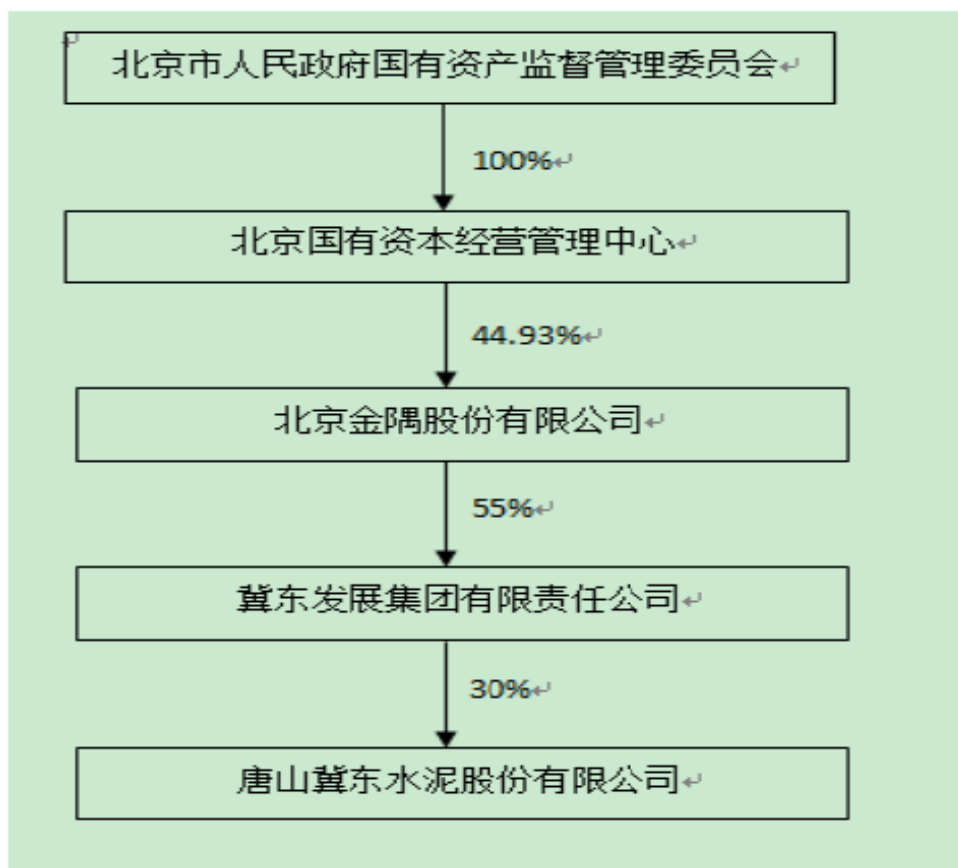 北京市人民政府国有资产监督管理委员会
100%
北京国有资本经营管理中心
44.93%
北京金隅股份有限公司
55%
冀东发展集团有限责任公司
30%
唐山冀东水泥股份有限公司